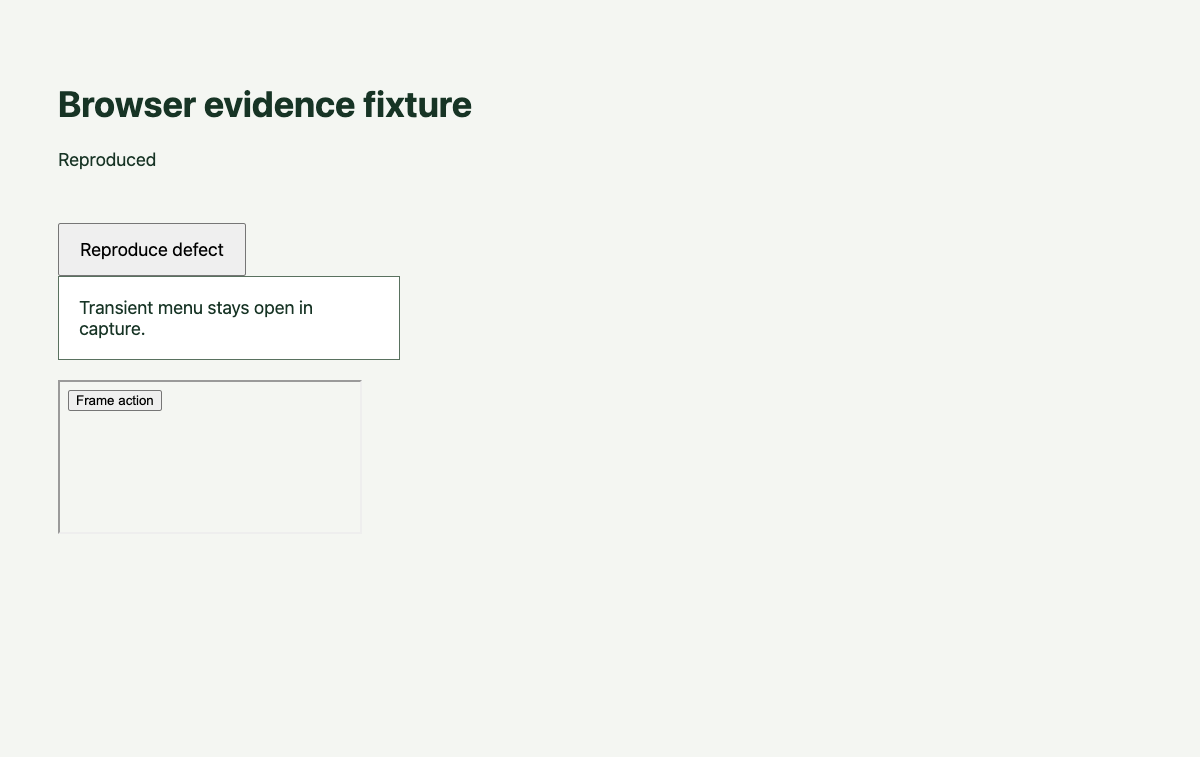 Browser evidence fixture
Reproduced
Reproduce defect
Transient menu stays open in
capture.
Frame action